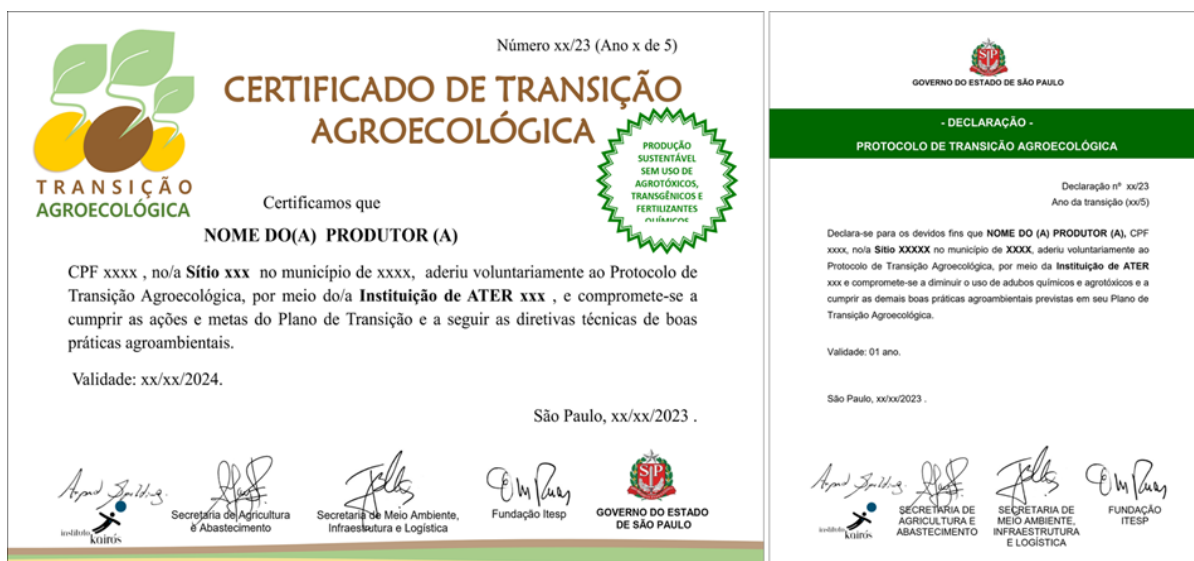 Número xx/23 (Ano x de 5)
CERTIFICADO DE TRANSIÇÃO
AGROECOLÓGICA
TRANSIÇÃO
AGROECOLÓGICA
PRODUÇÃO
SUSTENTÁVEL
SEM USO DE
AGROTÓXICOS,
TRANSGÊNICOS E
FERTILIZANTES
QUÍMICOS
Certificamos que
NOME DO(A) PRODUTOR (A)
CPF xxxx , no/a Sítio xxx no município de xxxx, aderiu voluntariamente ao Protocolo de
Transição Agroecológica, por meio do/a Instituição de ATER xxx , e compromete-se a
cumprir as ações e metas do Plano de Transição e a seguir as diretivas técnicas de boas
práticas agroambientais.
Validade: xx/xx/2024.
São Paulo, xx/xx/2023 .
instituto
kairós
Secretaria de Agricultura
e Abastecimento
Secretaria de Meio Ambiente,
Infraestrutura e Logística
Fundação Itesp
SP
GOVERNO DO ESTADO
DE SÃO PAULO
SP
GOVERNO DO ESTADO DE SÃO PAULO
- DECLARAÇÃO -
PROTOCOLO DE TRANSIÇÃO AGROECOLÓGICA
Declaração nº xx/23
Ano da transição (xx/5)
Declara-se para os devidos fins que NOME DO (A) PRODUTOR (A), CPF
xxxx, no/a Sítio XXXXX no município de XXXX, aderiu voluntariamente ao
Protocolo de Transição Agroecológica, por meio da Instituição de ATER
xxx e compromete-se a diminuir o uso de adubos químicos e agrotóxicos e a
cumprir as demais boas práticas agroambientais previstas em seu Plano de
Transição Agroecológica.
Validade: 01 ano.
São Paulo, xx/xx/2023 .
instituto
kairós
SECRETARIA DE
AGRICULTURA E
ABASTECIMENTO
SECRETARIA DE
MEIO AMBIENTE,
INFRAESTRUTURA
E LOGÍSTICA
FUNDAÇÃO
ITESP